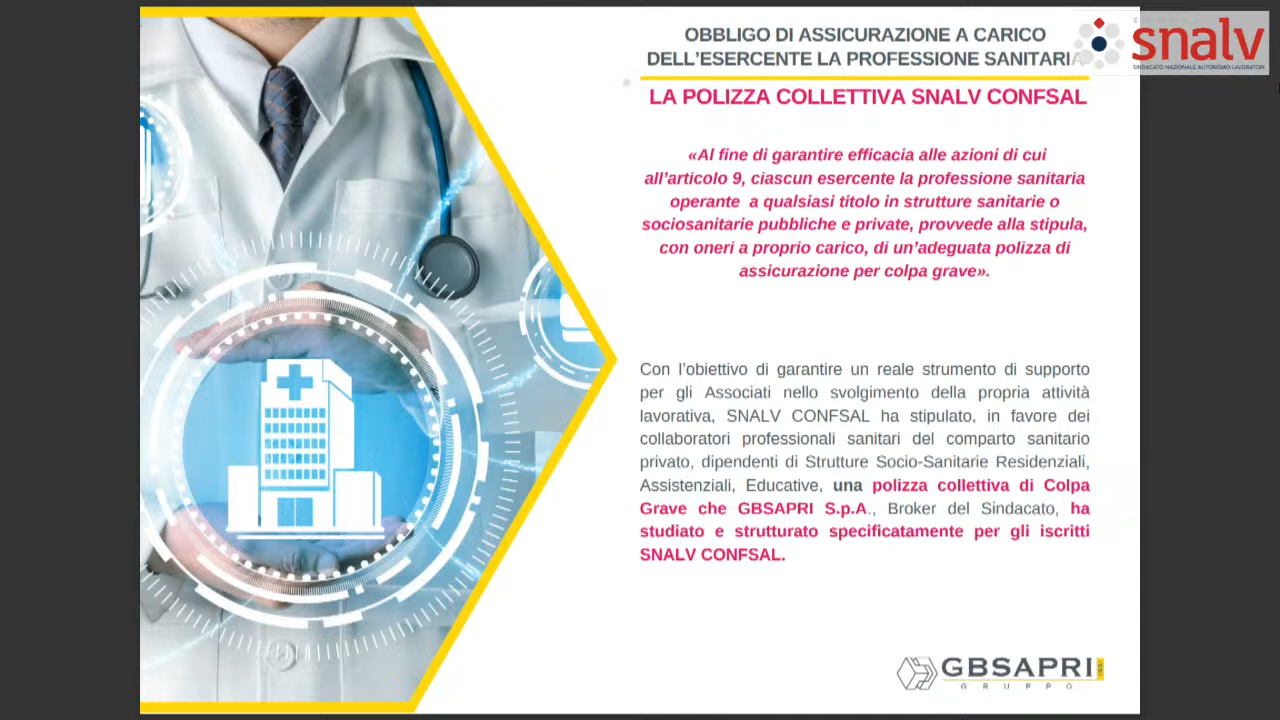 OBBLIGO DI ASSICURAZIONE A CARICO
DELL'ESERCENTE LA PROFESSIONE SANITARIA
snalv
SINDACATO NAZIONALE AUTONOMO LAVORATORI
LA POLIZZA COLLETTIVA SNALV CONFSAL
«Al fine di garantire efficacia alle azioni di cui
all'articolo 9, ciascun esercente la professione sanitaria
operante a qualsiasi titolo in strutture sanitarie o
sociosanitarie pubbliche e private, provvede alla stipula,
con oneri a proprio carico, di un'adeguata polizza di
assicurazione per colpa grave».
Con l'obiettivo di garantire un reale strumento di supporto
per gli Associati nello svolgimento della propria attività
lavorativa, SNALV CONFSAL ha stipulato, in favore dei
collaboratori professionali sanitari del comparto sanitario
privato, dipendenti di Strutture Socio-Sanitarie Residenziali,
Assistenziali, Educative, una polizza collettiva di Colpa
Grave che GBSAPRI S.p.A., Broker del Sindacato, ha
studiato e strutturato specificatamente per gli iscritti
SNALV CONFSAL.
GBSAPRI
GRUPPO